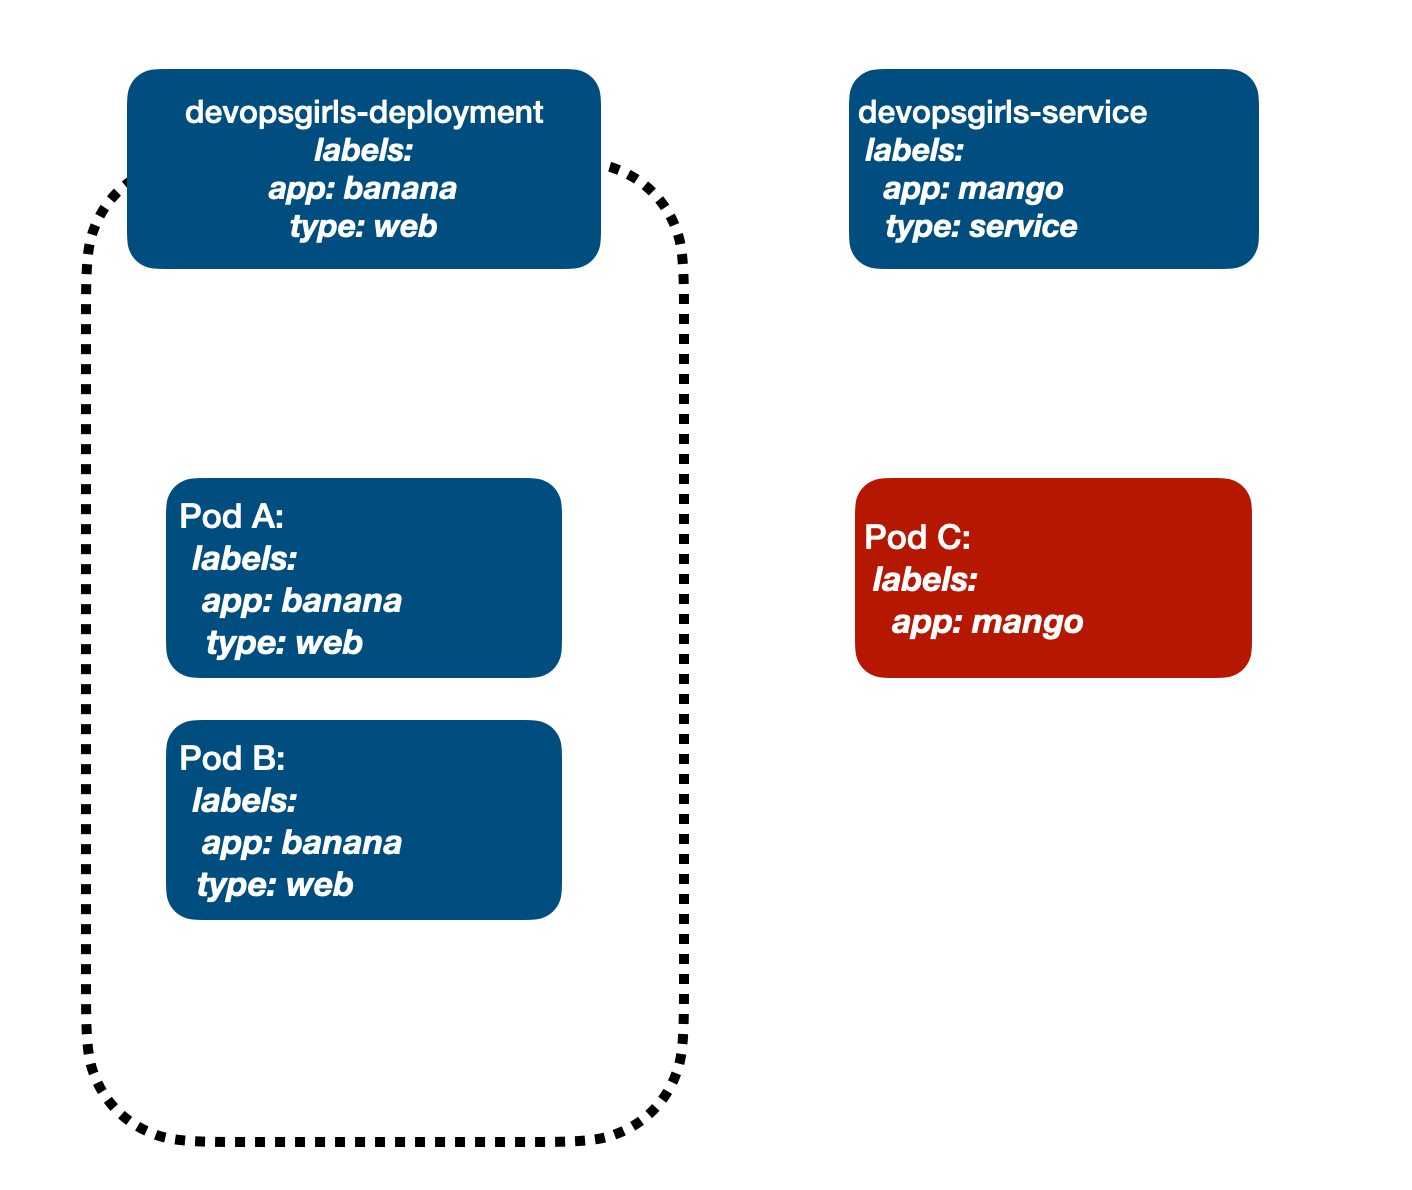 devopsgirls-deployment
labels:
app: banana
type: web
devopsgirls-service
labels:
app: mango
type: service
Pod A:
labels:
app: banana
type: web
Pod B:
labels:
app: banana
type: web
Pod C:
labels:
app: mango